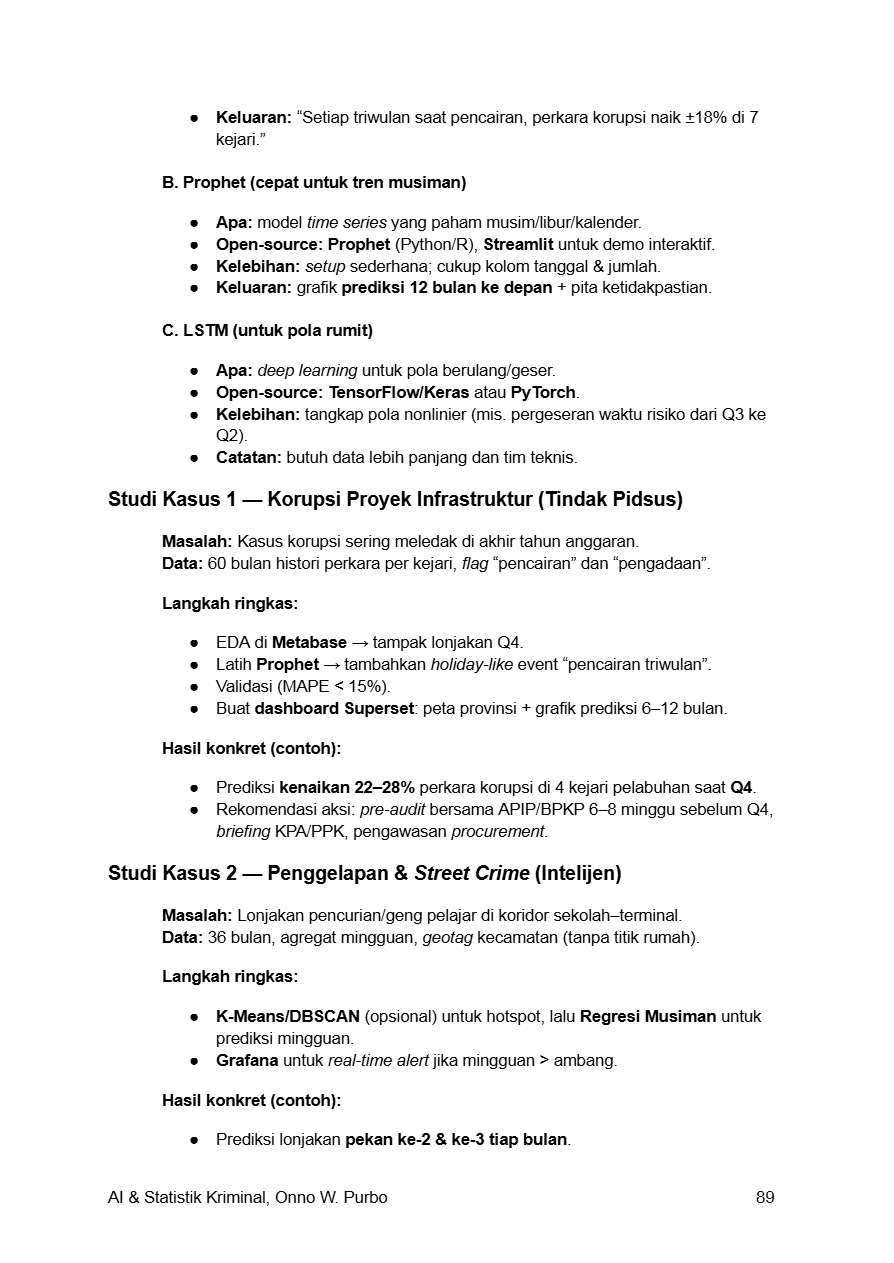 ● Keluaran: “Setiap triwulan saat pencairan, perkara korupsi naik ±18% di 7
kejari.”
B. Prophet (cepat untuk tren musiman)
● Apa: model time series yang paham musim/libur/kalender.
● Open-source: Prophet (Python/R), Streamlit untuk demo interaktif.
● Kelebihan: setup sederhana; cukup kolom tanggal & jumlah.
● Keluaran: grafik prediksi 12 bulan ke depan + pita ketidakpastian.
C. LSTM (untuk pola rumit)
● Apa: deep learning untuk pola berulang/geser.
● Open-source: TensorFlow/Keras atau PyTorch.
● Kelebihan: tangkap pola nonlinier (mis. pergeseran waktu risiko dari Q3 ke
Q2).
● Catatan: butuh data lebih panjang dan tim teknis.
Studi Kasus 1 — Korupsi Proyek Infrastruktur (Tindak Pidsus)
Masalah: Kasus korupsi sering meledak di akhir tahun anggaran.
Data: 60 bulan histori perkara per kejari, flag “pencairan” dan “pengadaan”.
Langkah ringkas:
● EDA di Metabase → tampak lonjakan Q4.
● Latih Prophet → tambahkan holiday-like event “pencairan triwulan”.
● Validasi (MAPE < 15%).
● Buat dashboard Superset: peta provinsi + grafik prediksi 6–12 bulan.
Hasil konkret (contoh):
● Prediksi kenaikan 22–28% perkara korupsi di 4 kejari pelabuhan saat Q4.
● Rekomendasi aksi: pre-audit bersama APIP/BPKP 6–8 minggu sebelum Q4,
briefing KPA/PPK, pengawasan procurement.
Studi Kasus 2 — Penggelapan & Street Crime (Intelijen)
Masalah: Lonjakan pencurian/geng pelajar di koridor sekolah–terminal.
Data: 36 bulan, agregat mingguan, geotag kecamatan (tanpa titik rumah).
Langkah ringkas:
● K-Means/DBSCAN (opsional) untuk hotspot, lalu Regresi Musiman untuk
prediksi mingguan.
● Grafana untuk real-time alert jika mingguan > ambang.
Hasil konkret (contoh):
● Prediksi lonjakan pekan ke-2 & ke-3 tiap bulan.
AI & Statistik Kriminal, Onno W. Purbo 89